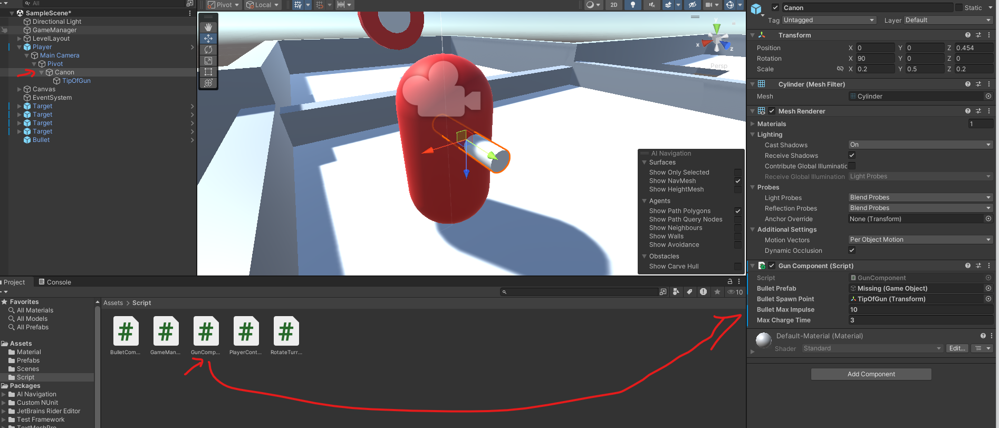 All
Pivot
Local
2D
SampleScene*
Directional Light
GameManager
LevelLayout
Player
Main Camera
Pivot
Canon
TipOfGun
Canvas
EventSystem
Target
Target
Target
Target
Bullet
y
x
z
Persp
AI Navigation
Surfaces
Show Only Selected
Show NavMesh
Show HeightMesh
Agents
Show Path Polygons
Show Path Query Nodes
Show Neighbours
Show Walls
Show Avoidance
Obstacles
Show Carve Hull
Canon
Static
Tag Untagged Layer Default
Transform
Position X 0 Y 0 Z 0.454
Rotation X 90 Y 0 Z 0
Scale X 0.2 Y 0.5 Z 0.2
Cylinder (Mesh Filter)
Mesh Cylinder
Mesh Renderer
Materials 1
Lighting
Cast Shadows On
Receive Shadows
Contribute Global Illuminatic
Receive Global Illumination Light Probes
Probes
Light Probes Blend Probes
Reflection Probes Blend Probes
Anchor Override None (Transform)
Additional Settings
Motion Vectors Per Object Motion
Dynamic Occlusion
Gun Component (Script)
Script GunComponent
Bullet Prefab Missing (Game Object)
Bullet Spawn Point TipOfGun (Transform)
Bullet Max Impulse 10
Max Charge Time 3
Default-Material (Material)
Shader Standard Edit...
Add Component
Project Console
10
Favorites
All Materials
All Models
All Prefabs
Assets
Material
Prefabs
Scenes
Script
Packages
AI Navigation
Custom NUnit
JetBrains Rider Editor
Test Framework
TextMeshPro
Assets > Script
# # # # #
BulletCom... GameMan... GunComp... PlayerCont... RotateTurr...